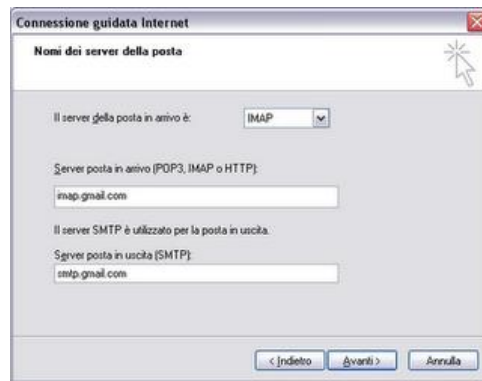 Connessione guidata Internet
Nomi dei server della posta
Il server della posta in arrivo è:
IMAP
Server posta in arrivo (POP3, IMAP o HTTP):
imap.gmail.com
Il server SMTP è utilizzato per la posta in uscita.
Server posta in uscita (SMTP):
smtp.gmail.com
< Indietro
Avanti >
Annulla